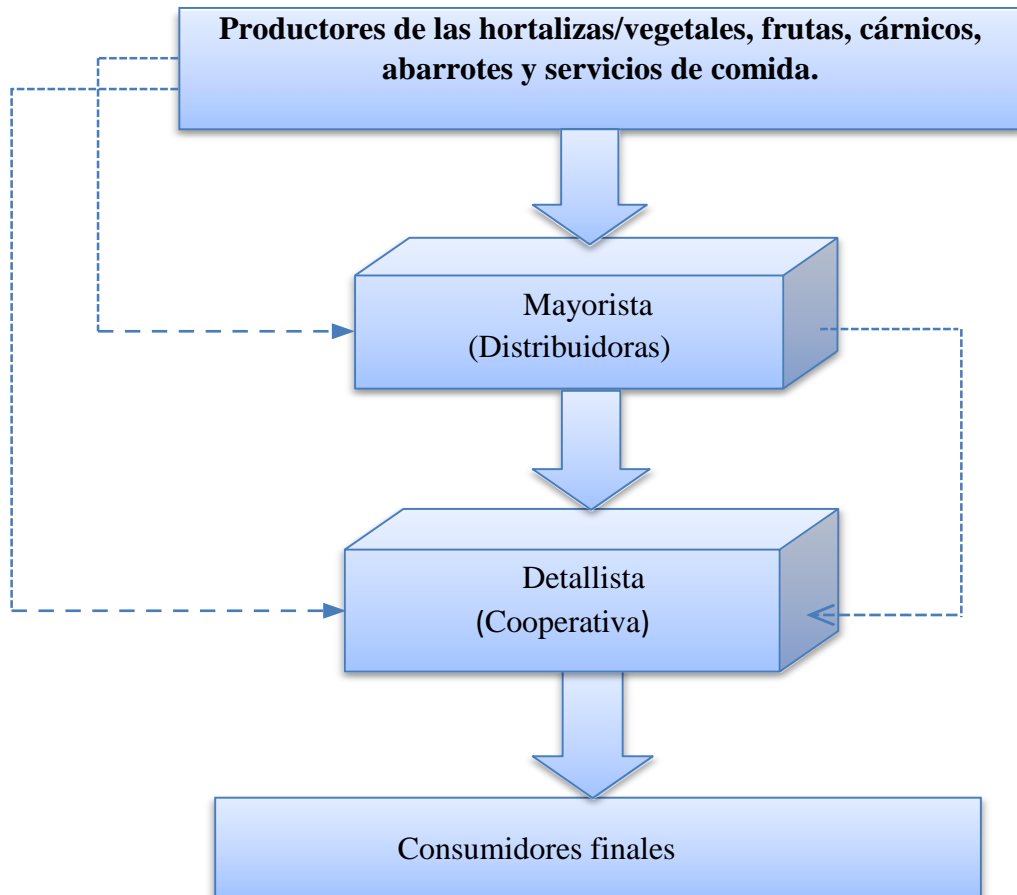 Productores de las hortalizas/vegetales, frutas, cárnicos,
abarrotes y servicios de comida.
Mayorista
(Distribuidoras)
Detallista
(Cooperativa)
Consumidores finales